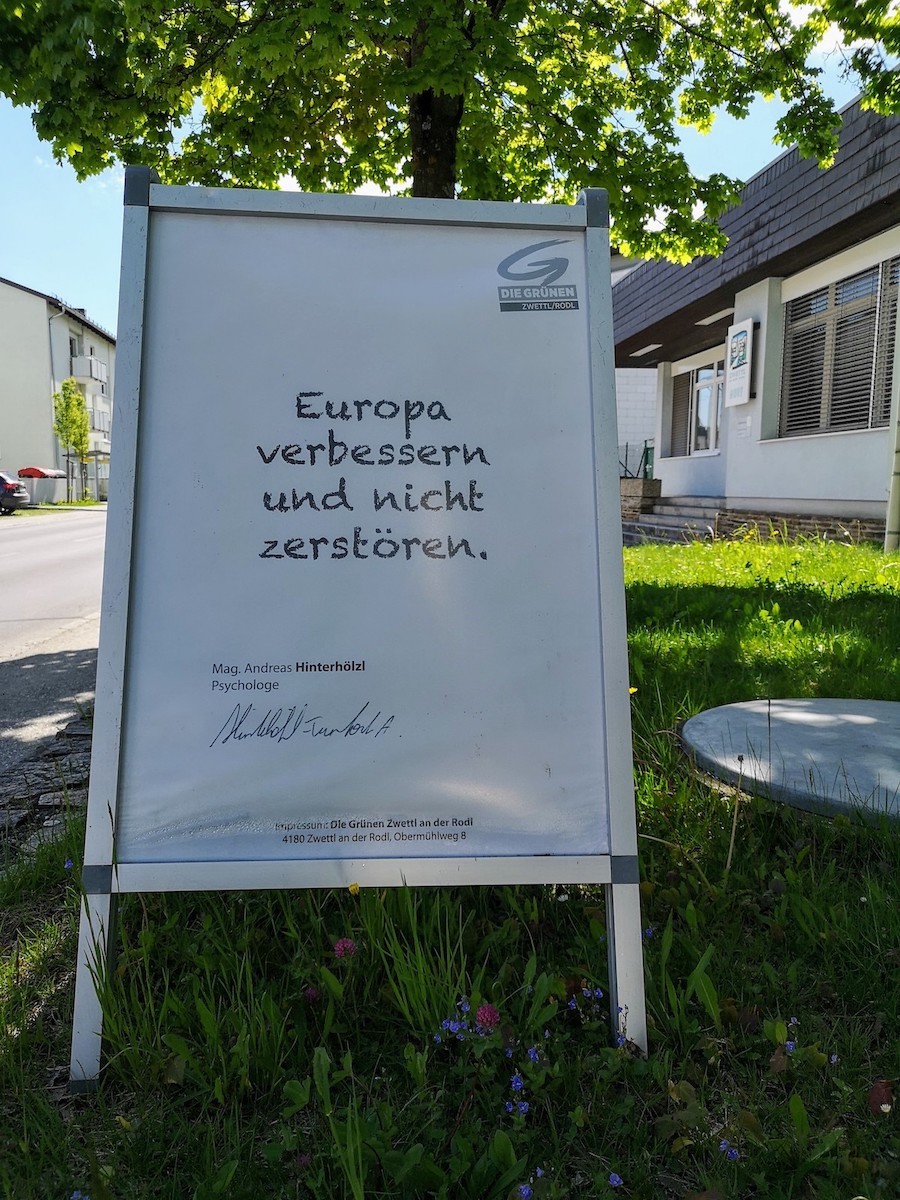 DIE GRÜNEN
ZWETTL/RODL
Europa
verbessern
und nicht
zerstören.
Mag. Andreas Hinterhölzl
Psychologe
Impressum: Die Grünen Zwettl an der Rodl
4180 Zwettl an der Rodl, Obermühlweg 8